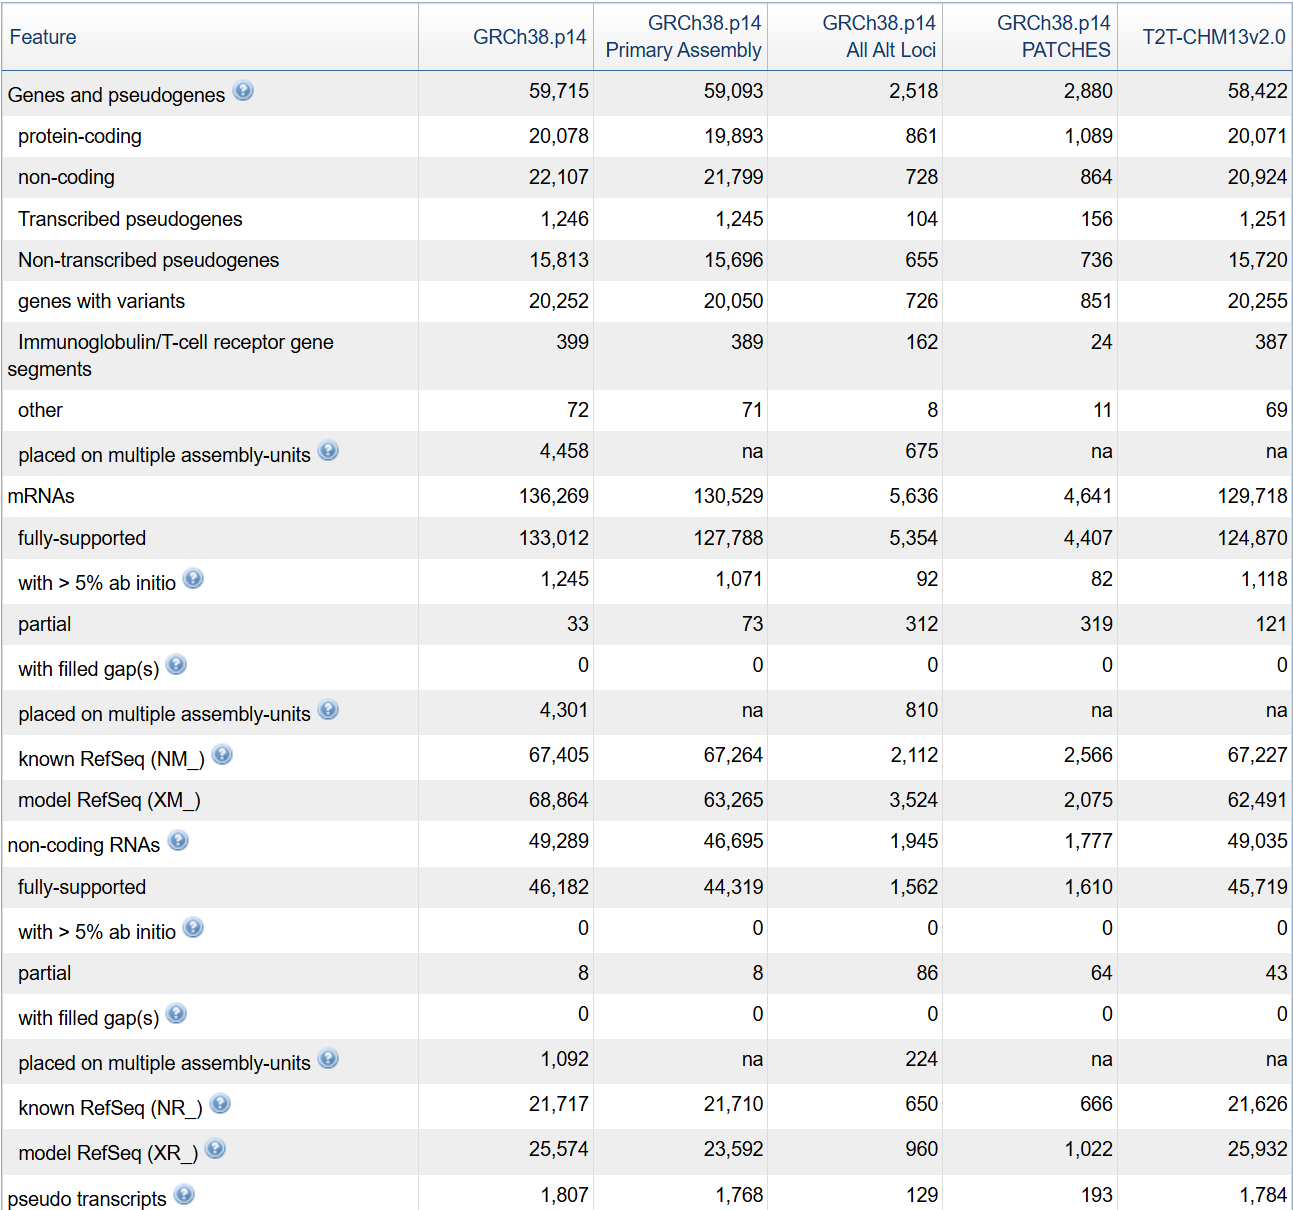 Feature GRCh38.p14 GRCh38.p14 Primary Assembly GRCh38.p14 All Alt Loci GRCh38.p14 PATCHES T2T-CHM13v2.0
Genes and pseudogenes 59,715 59,093 2,518 2,880 58,422
protein-coding 20,078 19,893 861 1,089 20,071
non-coding 22,107 21,799 728 864 20,924
Transcribed pseudogenes 1,246 1,245 104 156 1,251
Non-transcribed pseudogenes 15,813 15,696 655 736 15,720
genes with variants 20,252 20,050 726 851 20,255
Immunoglobulin/T-cell receptor gene segments 399 389 162 24 387
other 72 71 8 11 69
placed on multiple assembly-units 4,458 na 675 na na
mRNAs 136,269 130,529 5,636 4,641 129,718
fully-supported 133,012 127,788 5,354 4,407 124,870
with > 5% ab initio 1,245 1,071 92 82 1,118
partial 33 73 312 319 121
with filled gap(s) 0 0 0 0 0
placed on multiple assembly-units 4,301 na 810 na na
known RefSeq (NM_) 67,405 67,264 2,112 2,566 67,227
model RefSeq (XM_) 68,864 63,265 3,524 2,075 62,491
non-coding RNAs 49,289 46,695 1,945 1,777 49,035
fully-supported 46,182 44,319 1,562 1,610 45,719
with > 5% ab initio 0 0 0 0 0
partial 8 8 86 64 43
with filled gap(s) 0 0 0 0 0
placed on multiple assembly-units 1,092 na 224 na na
known RefSeq (NR_) 21,717 21,710 650 666 21,626
model RefSeq (XR_) 25,574 23,592 960 1,022 25,932
pseudo transcripts 1,807 1,768 129 193 1,784